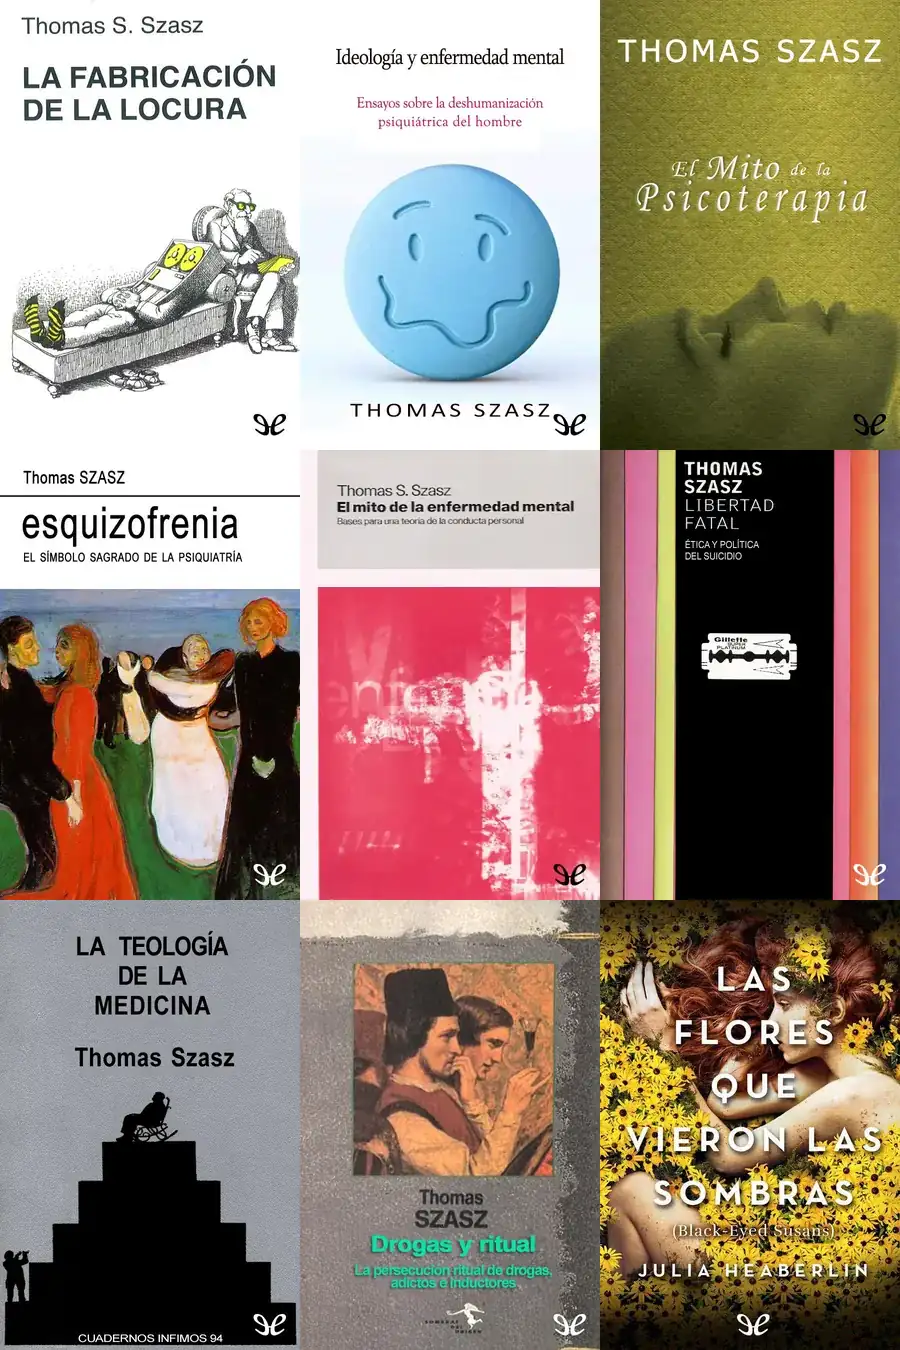 Thomas S. Szasz
LA FABRICACIÓN
DE LA LOCURA
Ideología y enfermedad mental
Ensayos sobre la deshumanización
psiquiátrica del hombre
THOMAS SZASZ
THOMAS SZASZ
El Mito de la
Psicoterapia
Thomas SZASZ
esquizofrenia
EL SÍMBOLO SAGRADO DE LA PSIQUIATRÍA
Thomas S. Szasz
El mito de la enfermedad mental
Bases para una teoría de la conducta personal
THOMAS
SZASZ
LIBERTAD
FATAL
ÉTICA Y POLÍTICA
DEL SUICIDIO
Gillette
SUPER
PLATINUM
LA TEOLOGÍA
DE LA
MEDICINA
Thomas Szasz
CUADERNOS INFIMOS 94
Thomas
SZASZ
Drogas y ritual
La persecución ritual de drogas,
adictos e inductores
LAS
FLORES
QUE
VIERON LAS
SOMBRAS
(Black-Eyed Susans)
JULIA HEABERLIN